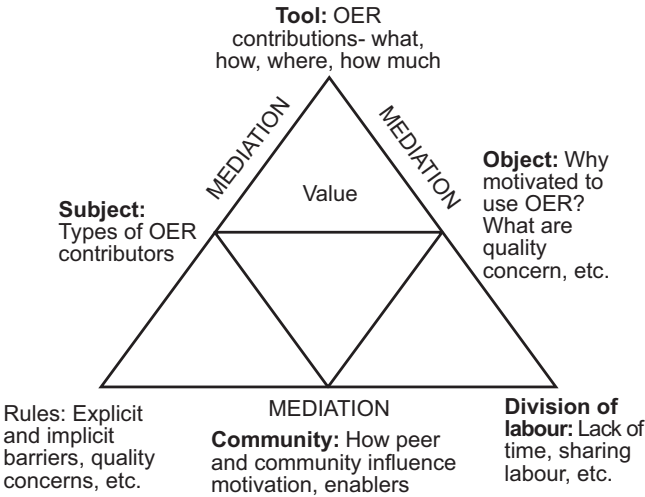 Tool: OER
contributions- what,
how, where, how much
MEDIATION
MEDIATION
Value
Subject:
Types of OER
contributors
Object: Why
motivated to
use OER?
What are
quality
concern, etc.
Rules: Explicit
and implicit
barriers, quality
concerns, etc.
MEDIATION
Community: How peer
and community influence
motivation, enablers
Division of
labour: Lack of
time, sharing
labour, etc.